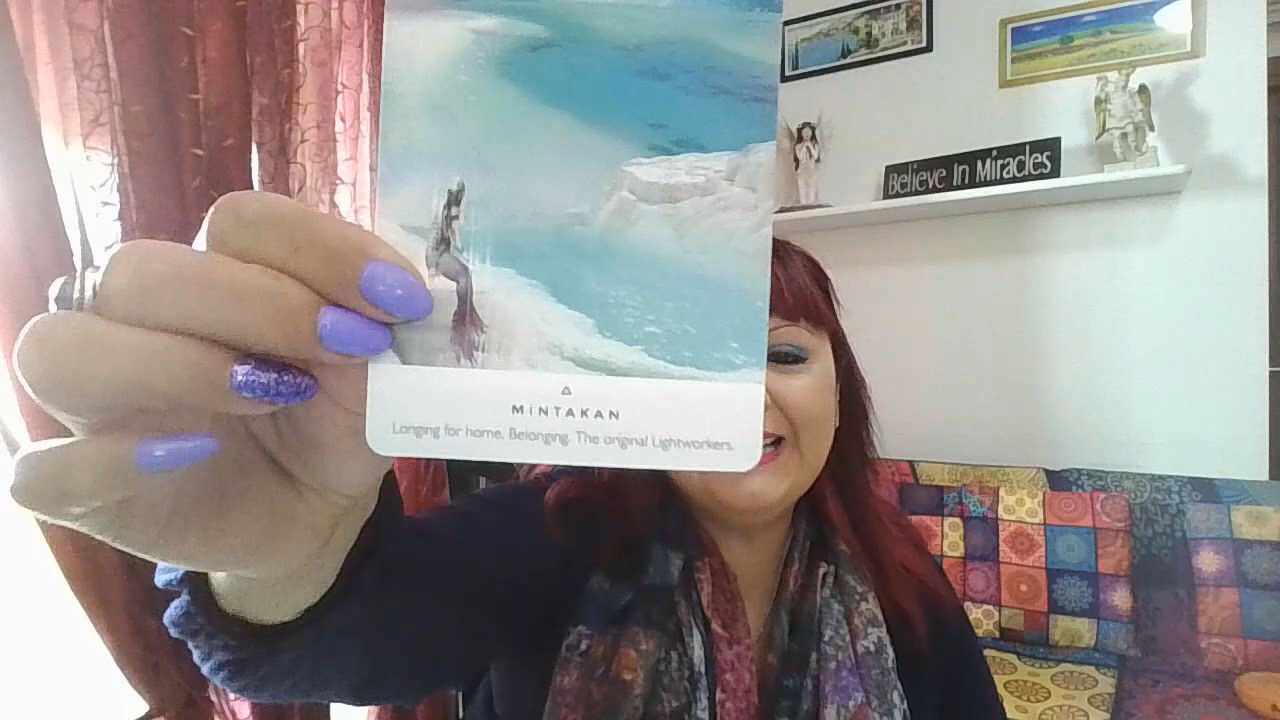 Believe In Miracles
MiNTAKAN
Longing for home. Belonging. The original Lightworkers.